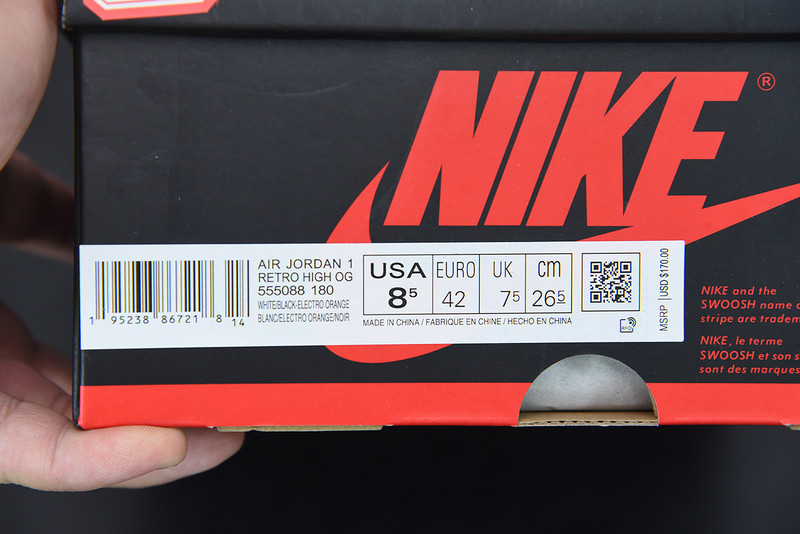 NIKE®
AIR JORDAN 1
RETRO HIGH OG
555088 180
WHITE/BLACK-ELECTRO ORANGE
BLANC/ELECTRO ORANGE/NOIR
1 95238 86721 8 14
USA EURO UK cm
8⁵ 42 7⁵ 26⁵
MADE IN CHINA / FABRIQUE EN CHINE / HECHO EN CHINA
RFID
MSRP USD $170.00
NIKE and the
SWOOSH name
stripe are tradem
NIKE, le terme
SWOOSH et son s
sont des marques